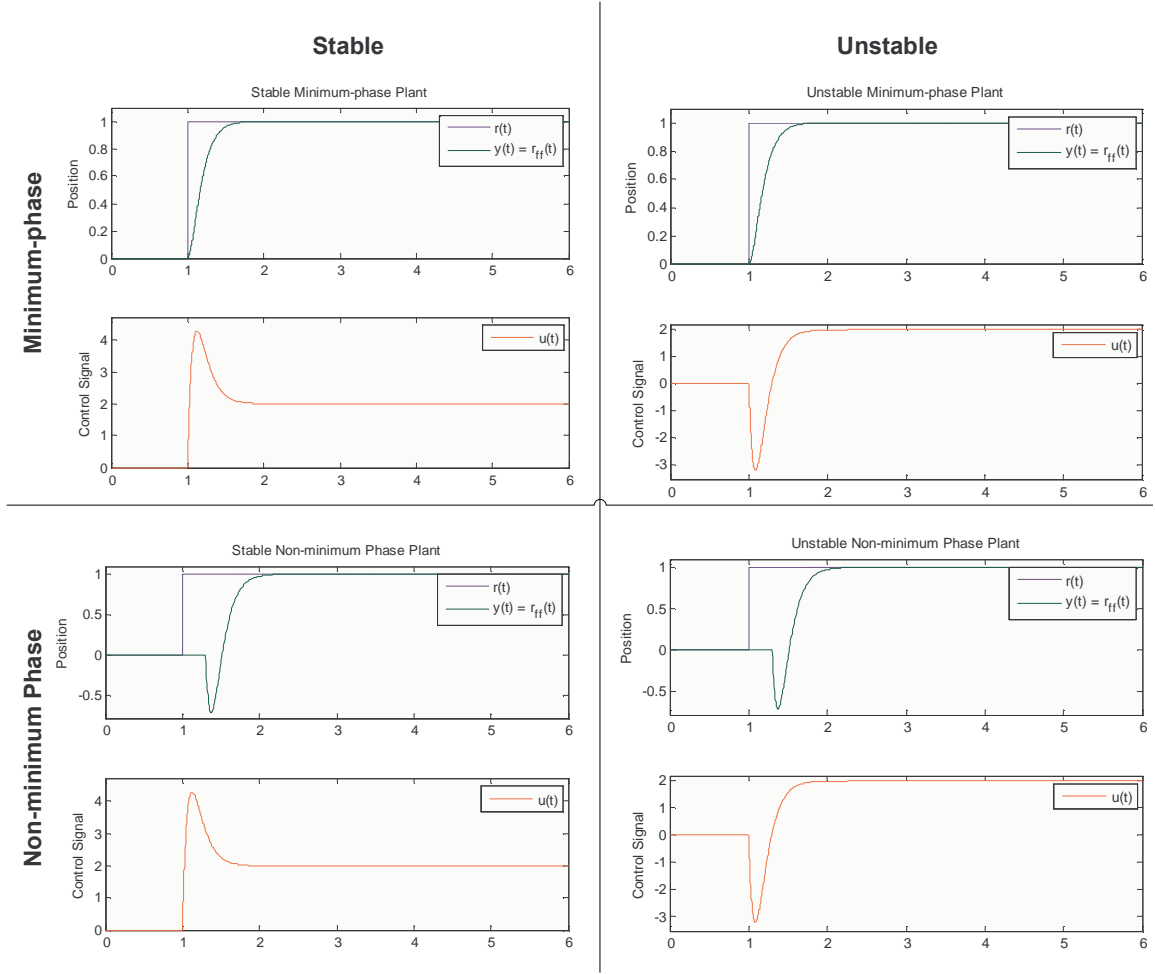 Stable
Unstable
Minimum-phase
Stable Minimum-phase Plant
Position
1
0.8
0.6
0.4
0.2
0
r(t)
y(t) = r_ff(t)
0 1 2 3 4 5 6
Control Signal
4
3
2
1
0
u(t)
0 1 2 3 4 5 6
Unstable Minimum-phase Plant
Position
1
0.8
0.6
0.4
0.2
0
r(t)
y(t) = r_ff(t)
0 1 2 3 4 5 6
Control Signal
2
1
0
-1
-2
-3
u(t)
0 1 2 3 4 5 6
Non-minimum Phase
Stable Non-minimum Phase Plant
Position
1
0.5
0
-0.5
r(t)
y(t) = r_ff(t)
0 1 2 3 4 5 6
Control Signal
4
3
2
1
0
u(t)
0 1 2 3 4 5 6
Unstable Non-minimum Phase Plant
Position
1
0.5
0
-0.5
r(t)
y(t) = r_ff(t)
0 1 2 3 4 5 6
Control Signal
2
1
0
-1
-2
-3
u(t)
0 1 2 3 4 5 6